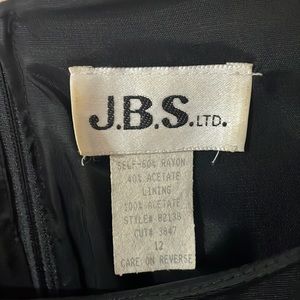 J.B.S. LTD.
SELF-60% RAYON
40% ACETATE
LINING
100% ACETATE
STYLE# 82138
CUT# 3847
12
CARE ON REVERSE